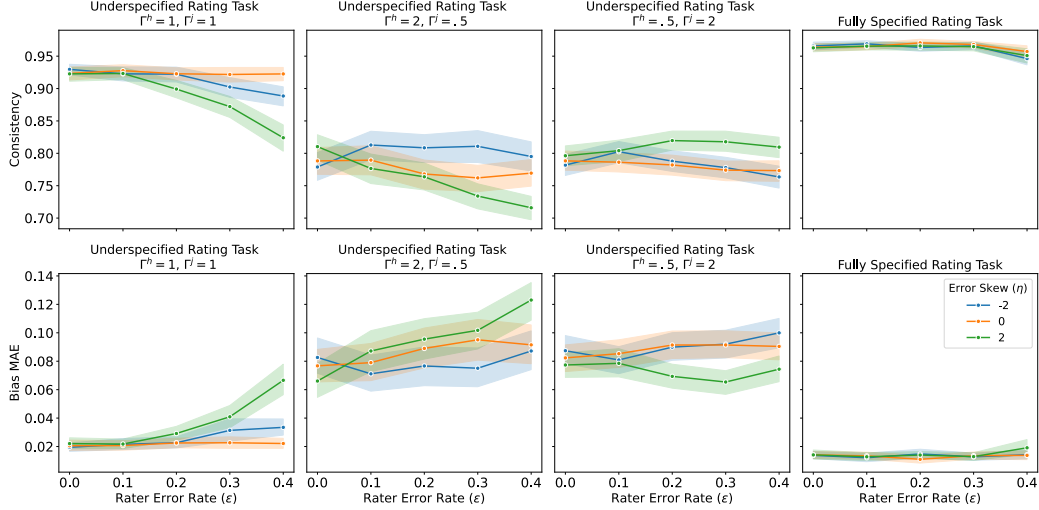 Underspecified Rating Task
Γʰ = 1, Γʲ = 1
Underspecified Rating Task
Γʰ = 2, Γʲ = .5
Underspecified Rating Task
Γʰ = .5, Γʲ = 2
Fully Specified Rating Task
Consistency
0.95
0.90
0.85
0.80
0.75
0.70
Underspecified Rating Task
Γʰ = 1, Γʲ = 1
Underspecified Rating Task
Γʰ = 2, Γʲ = .5
Underspecified Rating Task
Γʰ = .5, Γʲ = 2
Fully Specified Rating Task
Bias MAE
0.14
0.12
0.10
0.08
0.06
0.04
0.02
Error Skew (η)
-2
0
2
0.0 0.1 0.2 0.3 0.4
Rater Error Rate (ε)
0.0 0.1 0.2 0.3 0.4
Rater Error Rate (ε)
0.0 0.1 0.2 0.3 0.4
Rater Error Rate (ε)
0.0 0.1 0.2 0.3 0.4
Rater Error Rate (ε)